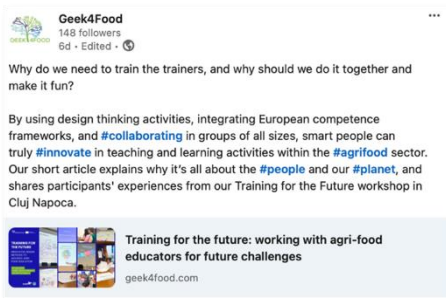 Geek4Food
148 followers
6d • Edited •
Why do we need to train the trainers, and why should we do it together and
make it fun?
By using design thinking activities, integrating European competence
frameworks, and #collaborating in groups of all sizes, smart people can
truly #innovate in teaching and learning activities within the #agrifood sector.
Our short article explains why it's all about the #people and our #planet, and
shares participants' experiences from our Training for the Future workshop in
Cluj Napoca.
TRAINING FOR
THE FUTURE
Training for the future: working with agri-food
educators for future challenges
geek4food.com